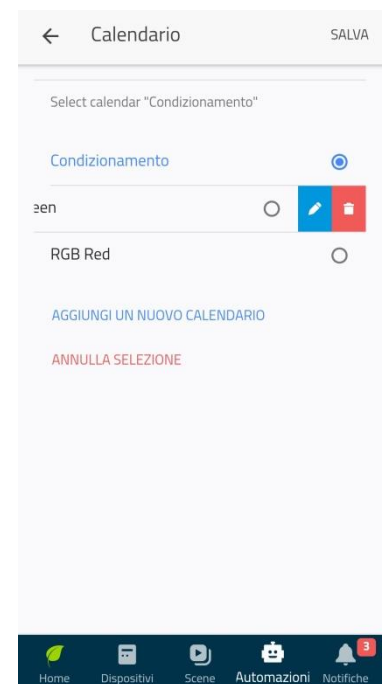 Calendario SALVA
Select calendar "Condizionamento"
Condizionamento
een
RGB Red
AGGIUNGI UN NUOVO CALENDARIO
ANNULLA SELEZIONE
3
Home Dispositivi Scene Automazioni Notifiche